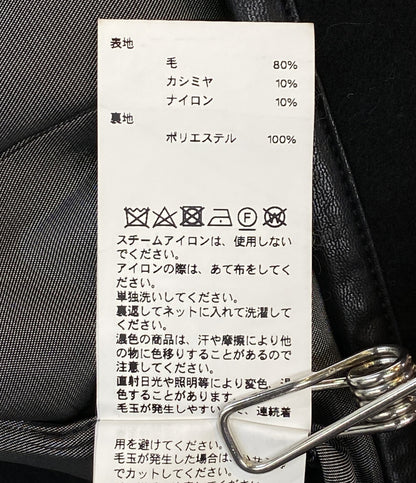 表地
毛 80%
カシミヤ 10%
ナイロン 10%
裏地
ポリエステル 100%
スチームアイロンは、使用しない
でください。
アイロンの際は、あて布をしてく
ださい。
単独洗いしてください。
裏返してネットに入れて洗濯して
ください。
濃色の商品は、汗や摩擦により他
の物に色移りすることがあるので
注意してください。
直射日光や照明等により変色、退
色することがあります。
毛玉が発生しやすい 、連続着
用を避けてください。
毛玉が発生した場合は、
でカットしてください。